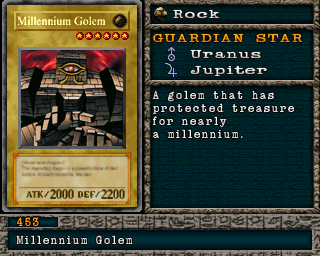 Millennium Golem
ATK/2000 DEF/2200
Rock
GUARDIAN STAR
Uranus
Jupiter
A golem that has
protected treasure
for nearly
a millennium.
453
Millennium Golem